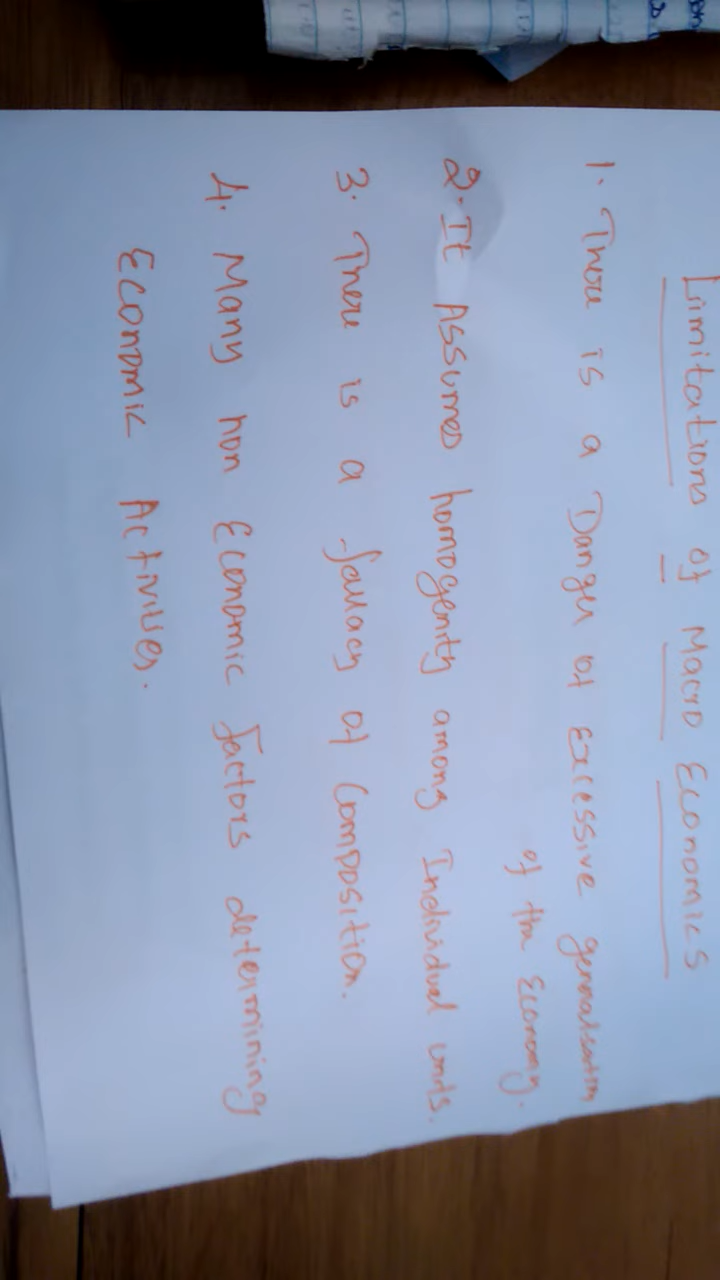 Limitations of Macro Economics
1. There is a Danger of Excessive generalisation
of the Economy.
2. It Assumes homogenity among Individual units.
3. There is a fallacy of Composition.
4. Many non Economic factors determining
Economic Activities.